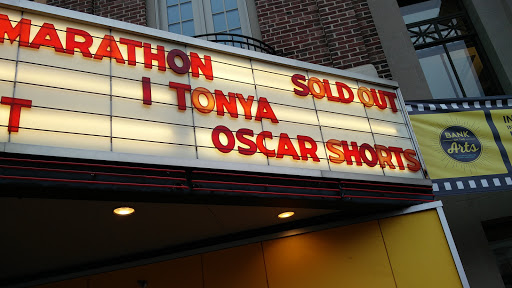 MARATHON SOLD OUT
I TONYA
T OSCAR SHORTS
BANK
Arts